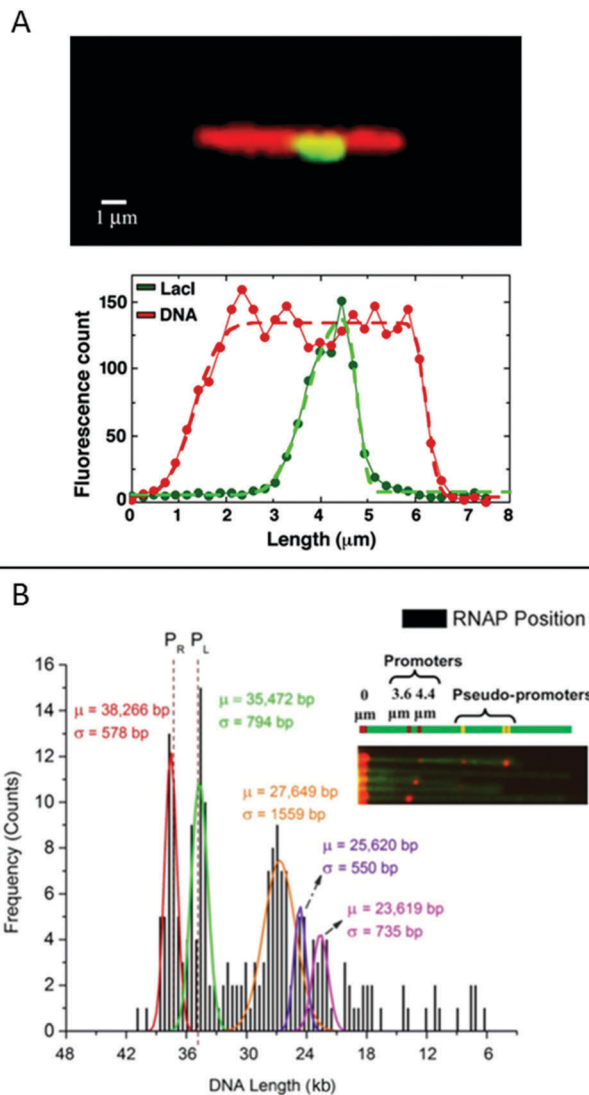 A
1 μm
LacI
DNA
150
100
50
0
Fluorescence count
0 1 2 3 4 5 6 7 8
Length (μm)
B
RNAP Position
P_R P_L
Promoters
0 μm
3.6 μm
4.4 μm
Pseudo-promoters
μ = 38,266 bp
σ = 578 bp
μ = 35,472 bp
σ = 794 bp
μ = 27,649 bp
σ = 1559 bp
μ = 25,620 bp
σ = 550 bp
μ = 23,619 bp
σ = 735 bp
16
14
12
10
8
6
4
2
0
Frequency (Counts)
48 42 36 30 24 18 12 6
DNA Length (kb)